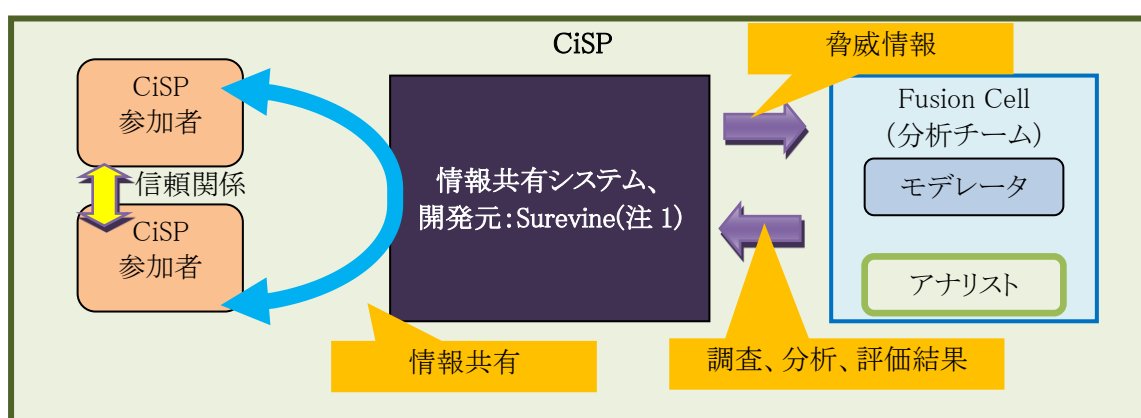 CiSP
脅威情報
CiSP
参加者
信頼関係
CiSP
参加者
情報共有システム、
開発元:Surevine(注 1)
Fusion Cell
(分析チーム)
モデレータ
アナリスト
情報共有
調査、分析、評価結果